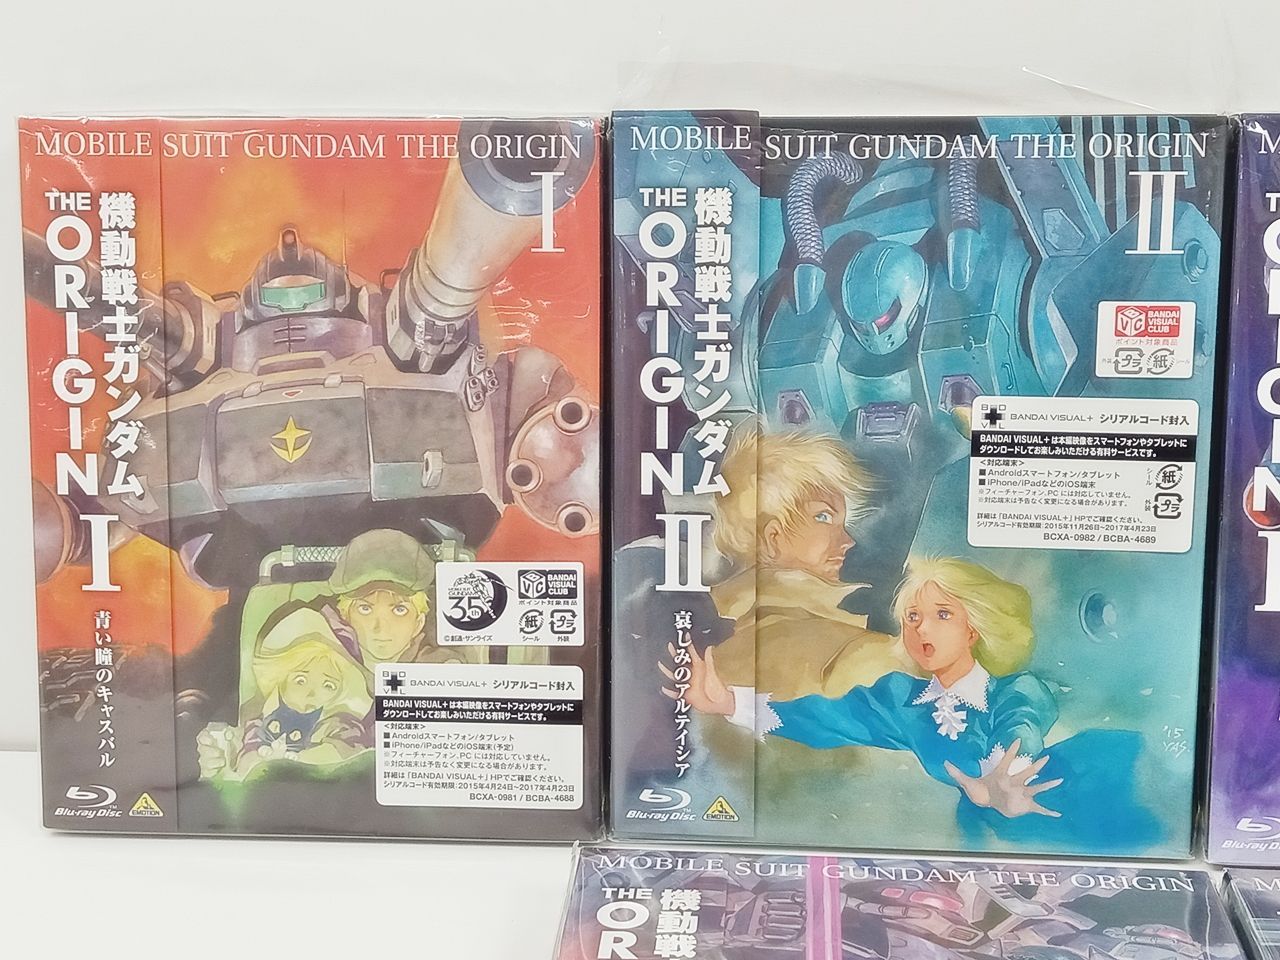 MOBILE SUIT GUNDAM THE ORIGIN
I
機動戦士ガンダム
THE ORIGIN
I
青い瞳のキャスバル
Blu-ray Disc
EMOTION
35th
©創通・サンライズ
BANDAI VISUAL CLUB
ポイント対象商品
紙
シール
プラ
外装
BANDAI VISUAL+ シリアルコード封入
BANDAI VISUAL+は本編映像をスマートフォンやタブレットに
ダウンロードしてお楽しみいただける有料サービスです。
<対応端末>
■Androidスマートフォン/タブレット
■iPhone/iPadなどのiOS端末(予定)
※フィーチャーフォン、PCには対応していません。
※対応端末は予告なく変更になる場合があります。
詳細は「BANDAI VISUAL+」HPでご確認ください。
シリアルコード有効期限:2015年4月24日~2017年4月23日
BCXA-0981 / BCBA-4688
MOBILE SUIT GUNDAM THE ORIGIN
II
機動戦士ガンダム
THE ORIGIN
II
哀しみのアルテイシア
Blu-ray Disc
EMOTION
BANDAI VISUAL CLUB
ポイント対象商品
外装
プラ
紙
シール
BANDAI VISUAL+ シリアルコード封入
BANDAI VISUAL+は本編映像をスマートフォンやタブレットに
ダウンロードしてお楽しみいただける有料サービスです。
<対応端末>
■Androidスマートフォン/タブレット
■iPhone/iPadなどのiOS端末
※フィーチャーフォン、PCには対応していません。
※対応端末は予告なく変更になる場合があります。
詳細は「BANDAI VISUAL+」HPでご確認ください。
シリアルコード有効期限:2015年11月26日~2017年4月23日
BCXA-0982 / BCBA-4689
シール
紙
外装
プラ
'15
YAS.
Blu-ray D
MOBILE SUIT GUNDAM THE ORIGIN
THE OR
機動戦